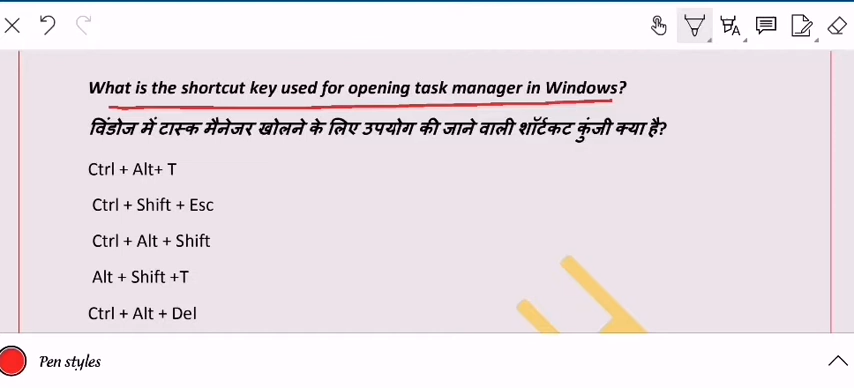 What is the shortcut key used for opening task manager in Windows?
विंडोज में टास्क मैनेजर खोलने के लिए उपयोग की जाने वाली शॉर्टकट कुंजी क्या है?
Ctrl + Alt+ T
Ctrl + Shift + Esc
Ctrl + Alt + Shift
Alt + Shift +T
Ctrl + Alt + Del
Pen styles